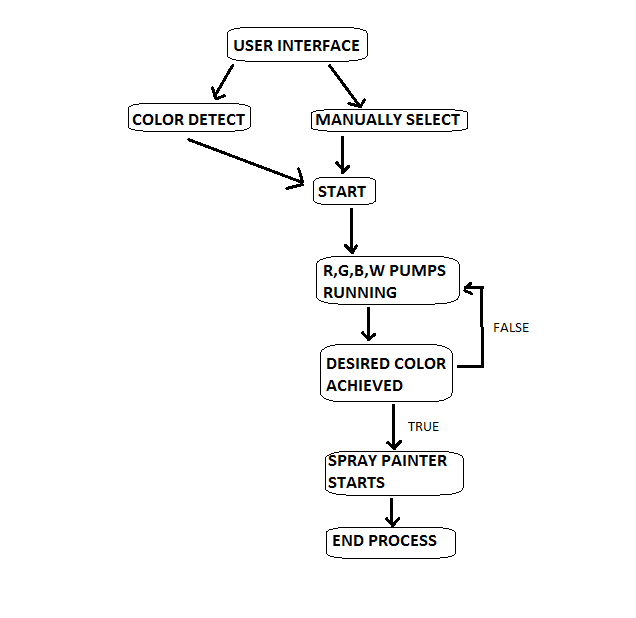 USER INTERFACE
COLOR DETECT
MANUALLY SELECT
START
R,G,B,W PUMPS
RUNNING
FALSE
DESIRED COLOR
ACHIEVED
TRUE
SPRAY PAINTER
STARTS
END PROCESS